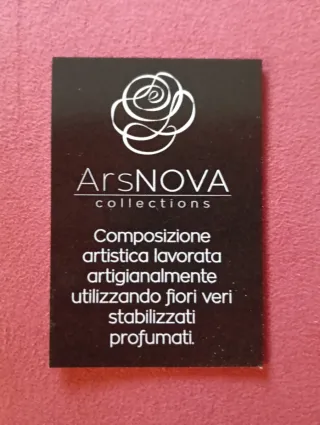 ArsNOVA
collections
Composizione
artistica lavorata
artigianalmente
utilizzando fiori veri
stabilizzati
profumati.